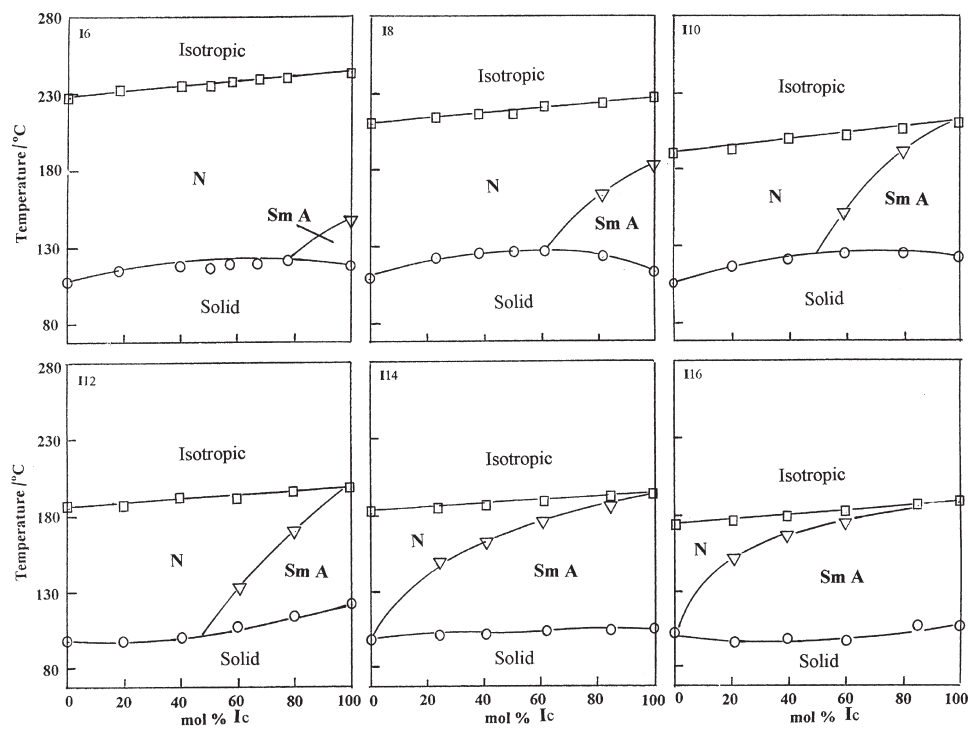 280
I6
Isotropic
230
N
180
Sm A
130
Solid
80
Temperature/°C
I8
Isotropic
N
Sm A
Solid
I10
Isotropic
N
Sm A
Solid
280
I12
Isotropic
230
180
N
Sm A
130
Solid
80
Temperature/°C
0 20 40 60 80 100
mol % Ic
I14
Isotropic
N
Sm A
Solid
0 20 40 60 80 100
mol % Ic
I16
Isotropic
N
Sm A
Solid
0 20 40 60 80 100
mol % Ic